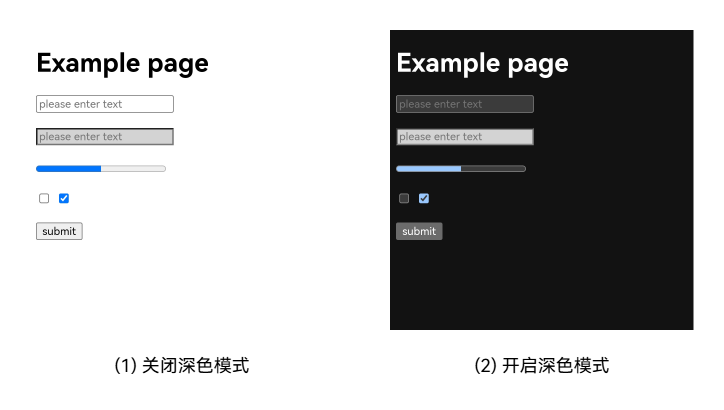 Example page
please enter text
please enter text
submit
(1) 关闭深色模式
Example page
please enter text
please enter text
submit
(2) 开启深色模式